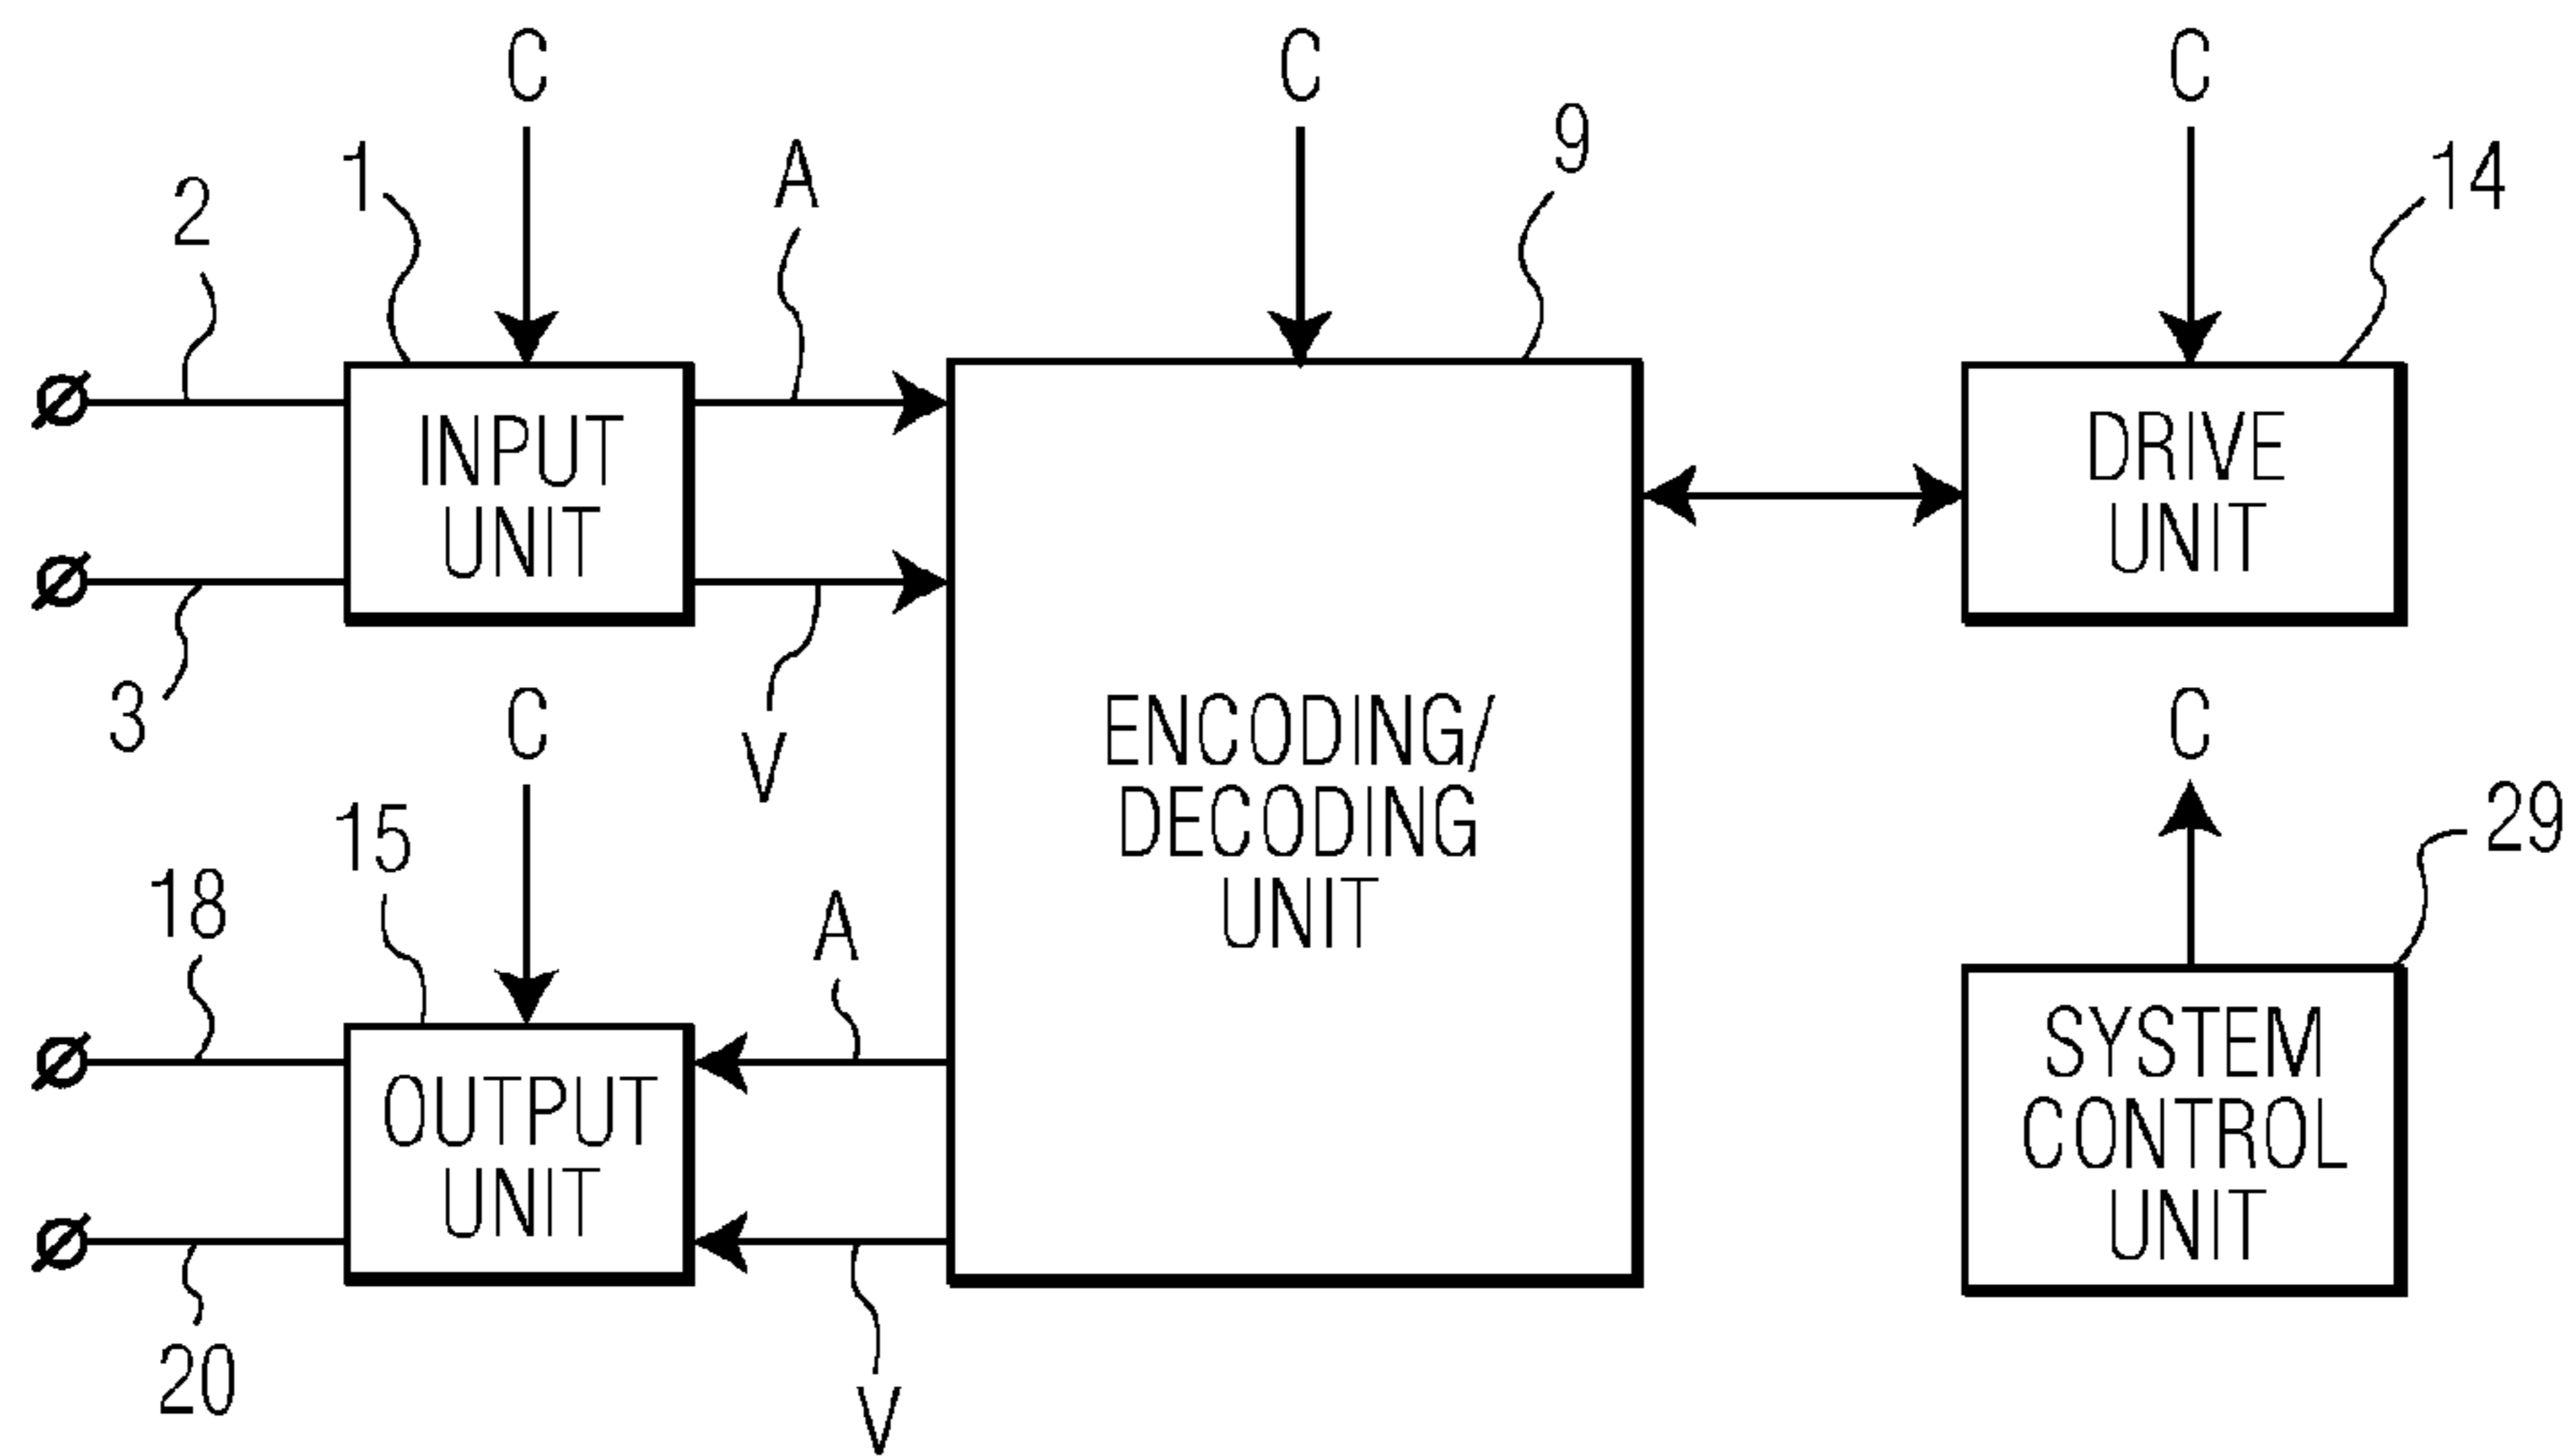 C
C
C
2
1
A
9
14
INPUT
UNIT
DRIVE
UNIT
3
C
V
C
ENCODING/
DECODING
UNIT
15
18
A
29
OUTPUT
UNIT
SYSTEM
CONTROL
UNIT
20
V